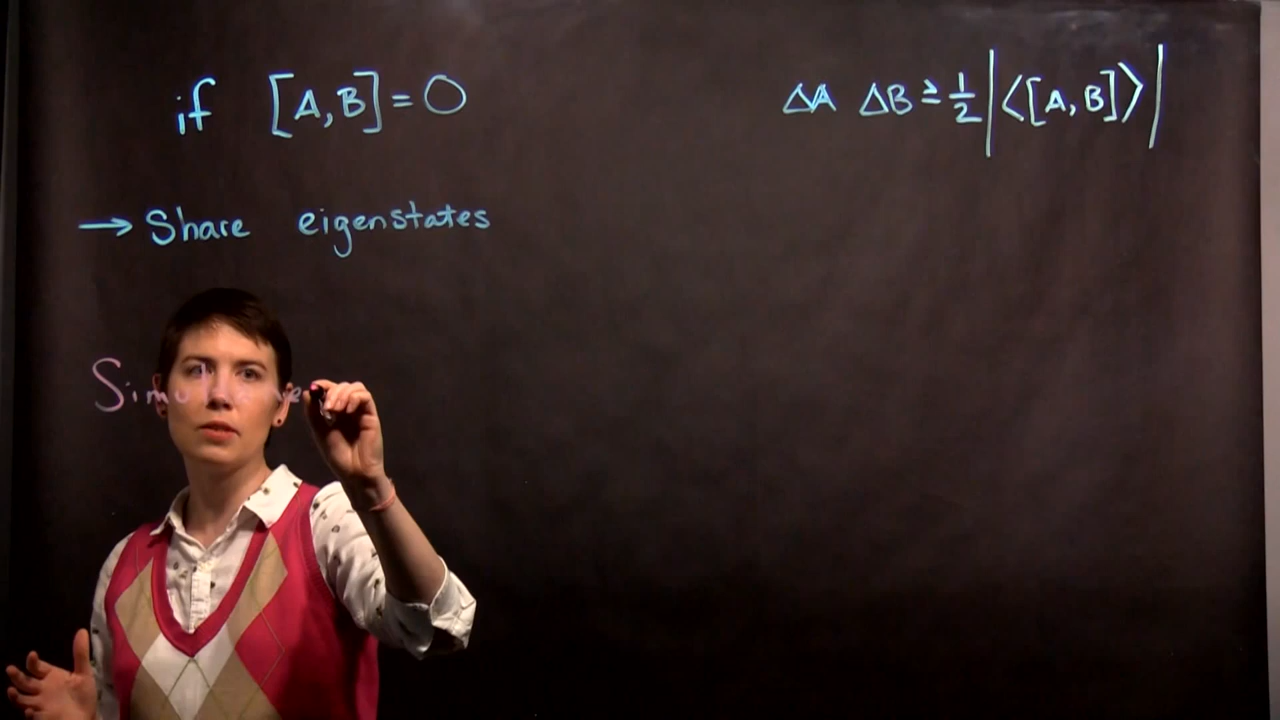 if [A,B]=0
ΔA ΔB ≥ 1/2 |⟨[A,B]⟩|
→ Share eigenstates